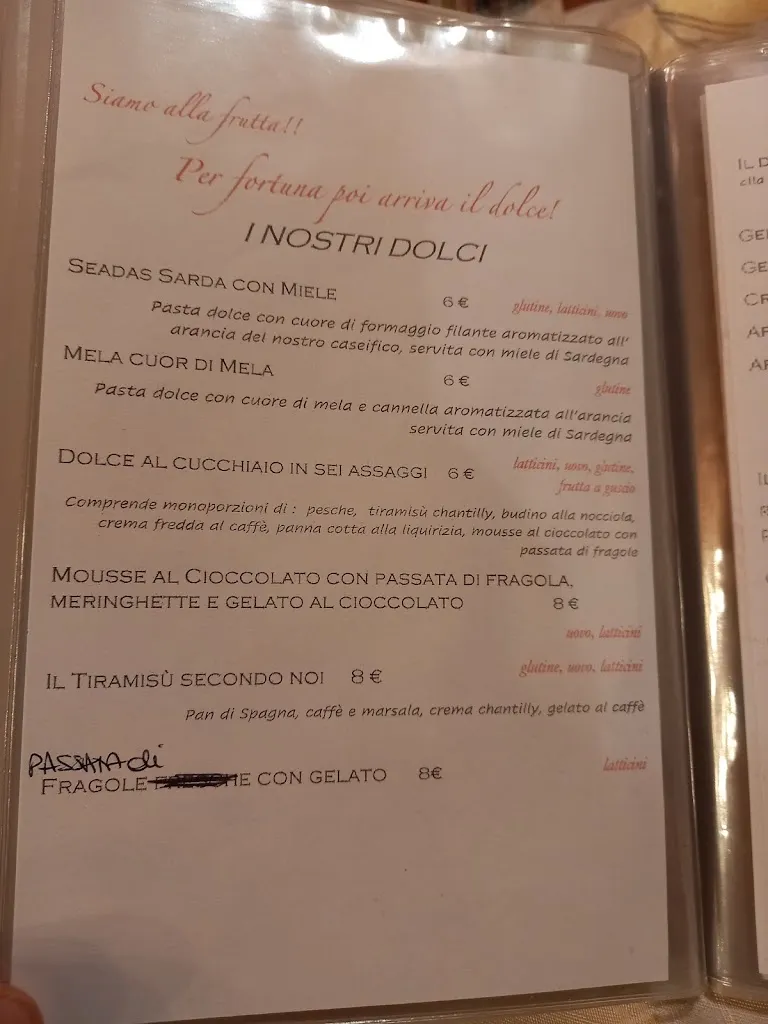 Siamo alla frutta!!
Per fortuna poi arriva il dolce!
I NOSTRI DOLCI
SEADAS SARDA CON MIELE 6 € glutine, latticini, uovo
Pasta dolce con cuore di formaggio filante aromatizzato all'
arancia del nostro caseifico, servita con miele di Sardegna
MELA CUOR DI MELA 6 € glutine
Pasta dolce con cuore di mela e cannella aromatizzata all'arancia
servita con miele di Sardegna
DOLCE AL CUCCHIAIO IN SEI ASSAGGI 6 € latticini, uovo, glutine,
frutta a guscio
Comprende monoporzioni di : pesche, tiramisù chantilly, budino alla nocciola,
crema fredda al caffè, panna cotta alla liquirizia, mousse al cioccolato con
passata di fragole
MOUSSE AL CIOCCOLATO CON PASSATA DI FRAGOLA,
MERINGHETTE E GELATO AL CIOCCOLATO 8 €
uovo, latticini
IL TIRAMISÙ SECONDO NOI 8 € glutine, uovo, latticini
Pan di Spagna, caffè e marsala, crema chantilly, gelato al caffè
PASSATA di
FRAGOLE CON GELATO 8€ latticini
IL
GE
GE
CR